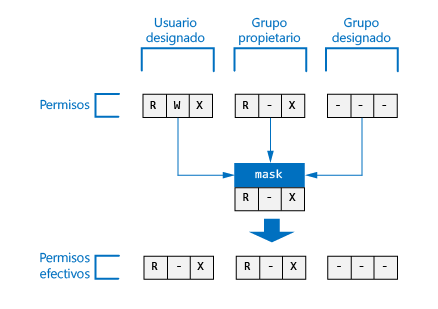 Usuario Grupo Grupo
designado propietario designado
Permisos R W X R - X - - -
mask
R - X
Permisos
efectivos R - X R - X - - -